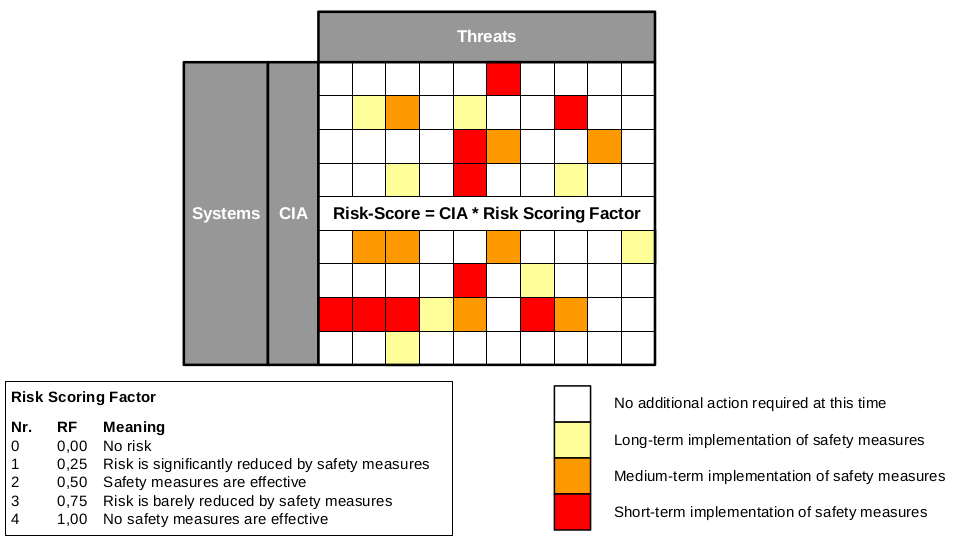 Threats
Systems
CIA
Risk-Score = CIA * Risk Scoring Factor
Risk Scoring Factor
Nr. RF Meaning
0 0,00 No risk
1 0,25 Risk is significantly reduced by safety measures
2 0,50 Safety measures are effective
3 0,75 Risk is barely reduced by safety measures
4 1,00 No safety measures are effective
No additional action required at this time
Long-term implementation of safety measures
Medium-term implementation of safety measures
Short-term implementation of safety measures